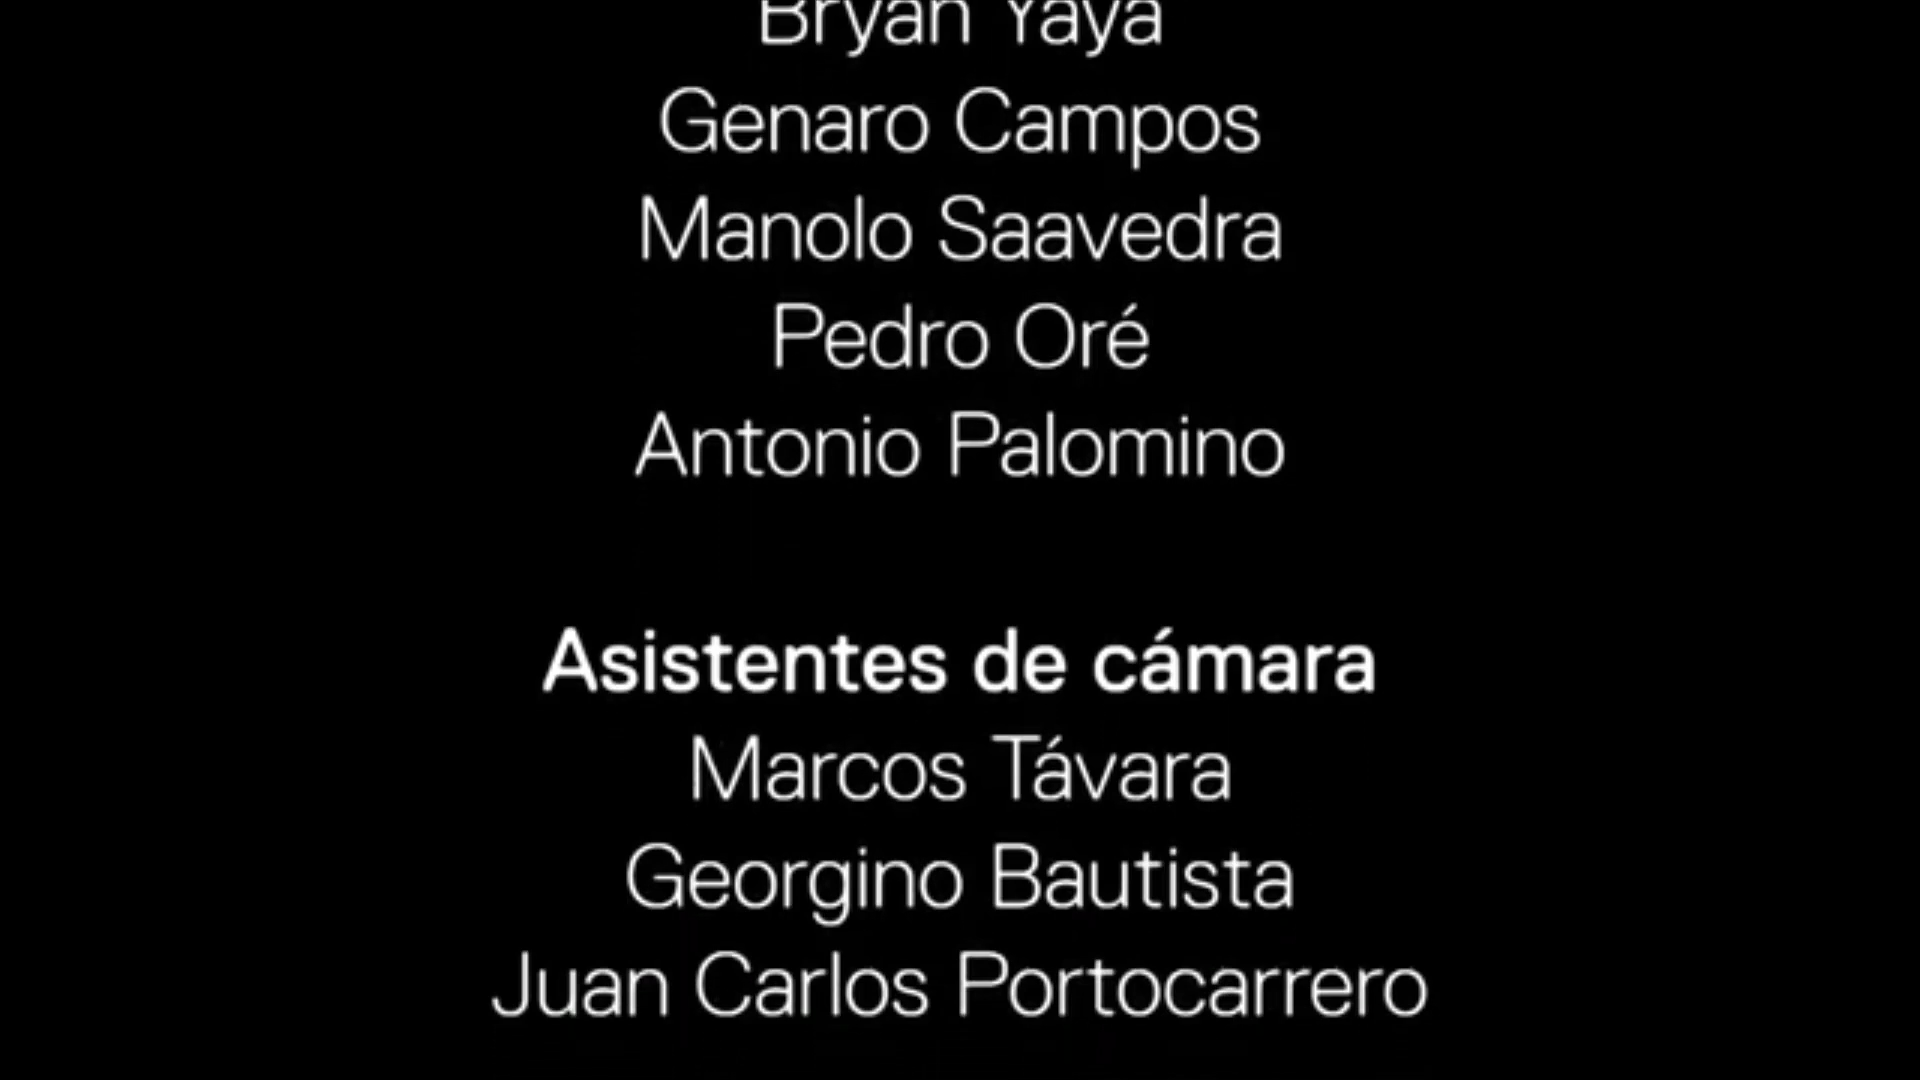 Bryan Yaya
Genaro Campos
Manolo Saavedra
Pedro Oré
Antonio Palomino
Asistentes de cámara
Marcos Távara
Georgino Bautista
Juan Carlos Portocarrero